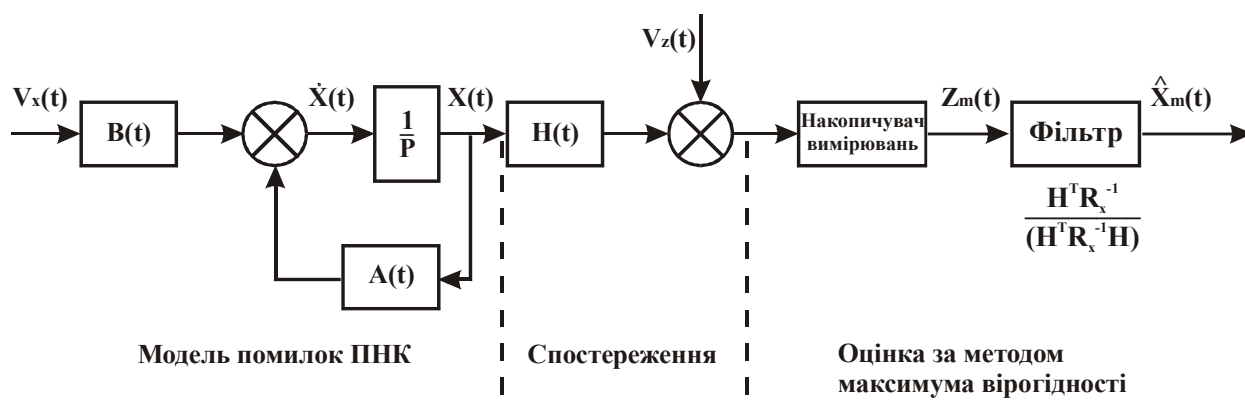 Vz(t)
Vx(t)
B(t)
Ẋ(t)
1
P
X(t)
H(t)
Накопичувач
вимірювань
Zm(t)
Фільтр
X̂m(t)
HᵀRₓ⁻¹
(HᵀRₓ⁻¹H)
A(t)
Модель помилок ПНК
Спостереження
Оцінка за методом
максимума вірогідності